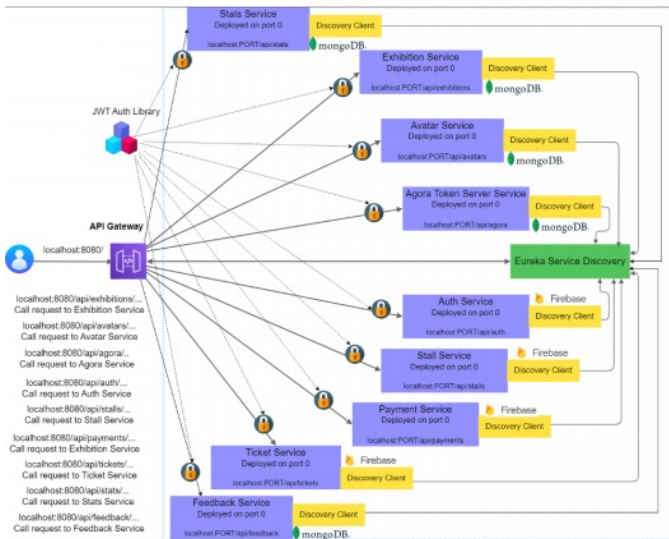 Stats Service
Deployed on port 0
localhost:PORT/api/stats
Discovery Client
mongoDB.
Exhibition Service
Deployed on port 0
localhost:PORT/api/exhibitions
Discovery Client
mongoDB.
JWT Auth Library
Avatar Service
Deployed on port 0
localhost:PORT/api/avatars
Discovery Client
mongoDB.
Agora Token Server Service
Deployed on port 0
localhost:PORT/api/agora
Discovery Client
mongoDB.
API Gateway
localhost:8080/
Eureka Service Discovery
Auth Service
Deployed on port 0
localhost:PORT/api/auth
Firebase
Discovery Client
Stall Service
Deployed on port 0
localhost:PORT/api/stalls
Firebase
Discovery Client
Payment Service
Deployed on port 0
localhost:PORT/api/payments
Firebase
Discovery Client
Ticket Service
Deployed on port 0
localhost:PORT/api/tickets
Firebase
Discovery Client
Feedback Service
Deployed on port 0
localhost:PORT/api/feedback
Discovery Client
mongoDB.
localhost:8080/api/exhibitions/...
Call request to Exhibition Service
localhost:8080/api/avatars/...
Call request to Avatar Service
localhost:8080/api/agora/...
Call request to Agora Service
localhost:8080/api/auth/...
Call request to Auth Service
localhost:8080/api/stalls/...
Call request to Stall Service
localhost:8080/api/payments/...
Call request to Exhibition Service
localhost:8080/api/tickets/...
Call request to Ticket Service
localhost:8080/api/stats/...
Call request to Stats Service
localhost:8080/api/feedback/...
Call request to Feedback Service